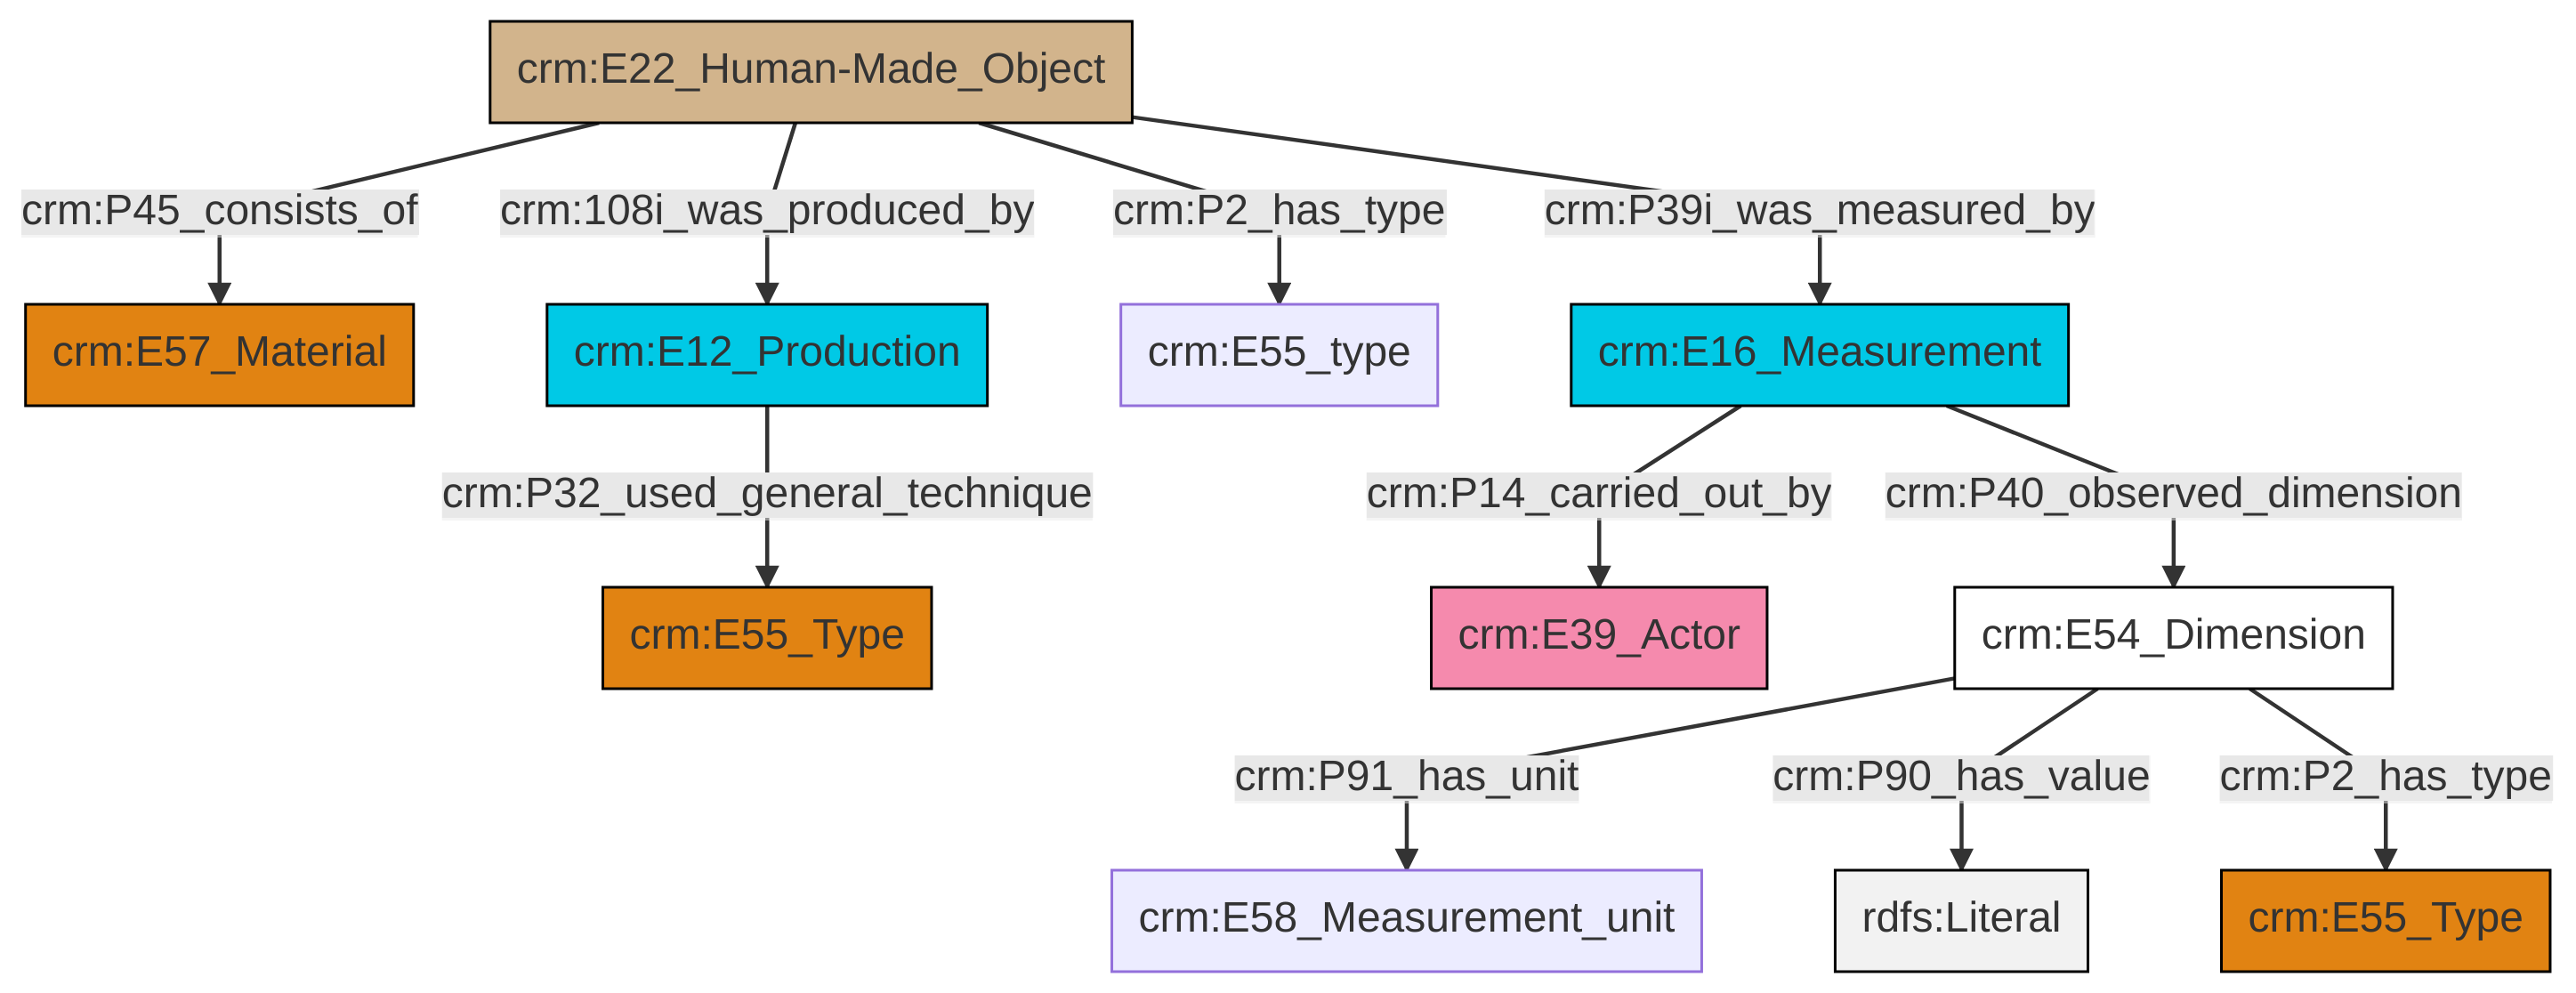 crm:E22_Human-Made_Object
crm:P45_consists_of
crm:108i_was_produced_by
crm:P2_has_type
crm:P39i_was_measured_by
crm:E57_Material
crm:E12_Production
crm:E55_type
crm:E16_Measurement
crm:P32_used_general_technique
crm:P14_carried_out_by
crm:P40_observed_dimension
crm:E55_Type
crm:E39_Actor
crm:E54_Dimension
crm:P91_has_unit
crm:P90_has_value
crm:P2_has_type
crm:E58_Measurement_unit
rdfs:Literal
crm:E55_Type